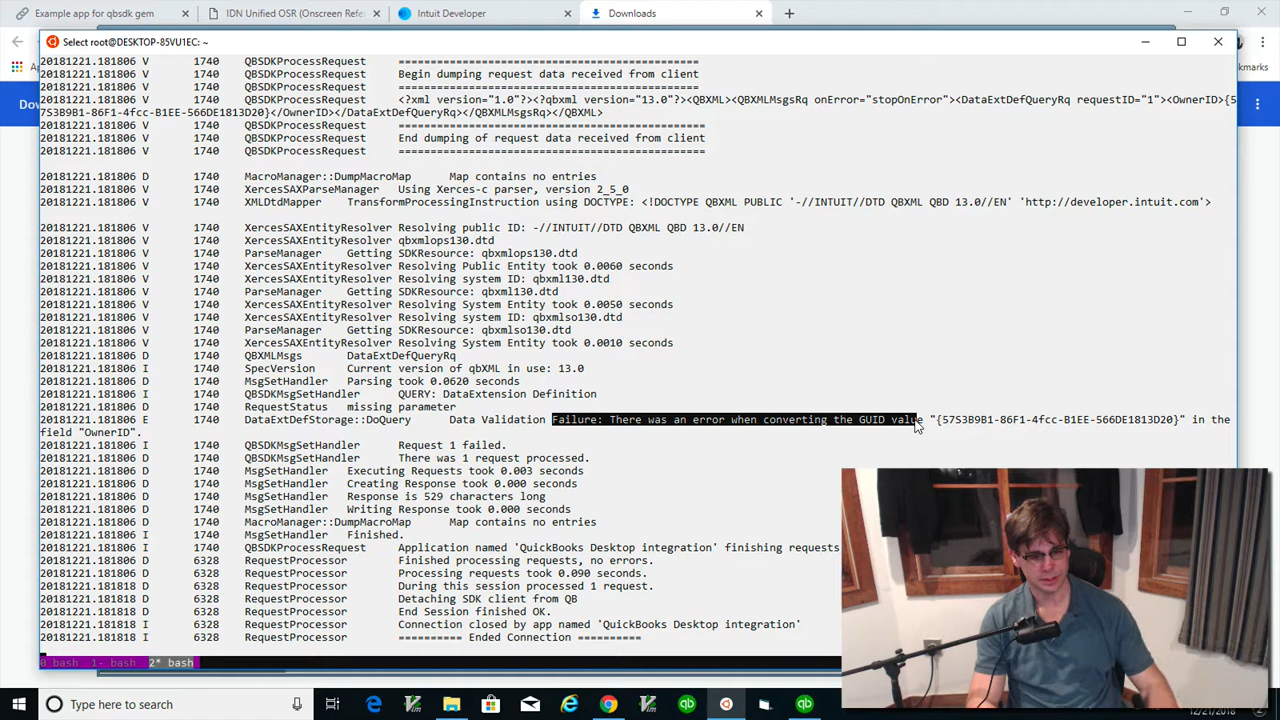 Example app for qbsdk gem
IDN Unified OSR (Onscreen Refe
Intuit Developer
Downloads
Select root@DESKTOP-85VU1EC: ~
20181221.181806 V 1740 QBSDKProcessRequest ===============================================
20181221.181806 V 1740 QBSDKProcessRequest Begin dumping request data received from client
20181221.181806 V 1740 QBSDKProcessRequest ===============================================
20181221.181806 V 1740 QBSDKProcessRequest <?xml version="1.0"?><?qbxml version="13.0"?><QBXML><QBXMLMsgsRq onError="stopOnError"><DataExtDefQueryRq requestID="1"><OwnerID>{5
7S3B9B1-86F1-4fcc-B1EE-566DE1813D20}</OwnerID></DataExtDefQueryRq></QBXMLMsgsRq></QBXML>
20181221.181806 V 1740 QBSDKProcessRequest ===============================================
20181221.181806 V 1740 QBSDKProcessRequest End dumping of request data received from client
20181221.181806 V 1740 QBSDKProcessRequest ===============================================
20181221.181806 D 1740 MacroManager::DumpMacroMap Map contains no entries
20181221.181806 V 1740 XercesSAXParseManager Using Xerces-c parser, version 2_5_0
20181221.181806 V 1740 XMLDtdMapper TransformProcessingInstruction using DOCTYPE: <!DOCTYPE QBXML PUBLIC '-//INTUIT//DTD QBXML QBD 13.0//EN' 'http://developer.intuit.com'>
20181221.181806 V 1740 XercesSAXEntityResolver Resolving public ID: -//INTUIT//DTD QBXML QBD 13.0//EN
20181221.181806 V 1740 XercesSAXEntityResolver qbxmlops130.dtd
20181221.181806 V 1740 ParseManager Getting SDKResource: qbxmlops130.dtd
20181221.181806 V 1740 XercesSAXEntityResolver Resolving Public Entity took 0.0060 seconds
20181221.181806 V 1740 XercesSAXEntityResolver Resolving system ID: qbxml130.dtd
20181221.181806 V 1740 ParseManager Getting SDKResource: qbxml130.dtd
20181221.181806 V 1740 XercesSAXEntityResolver Resolving System Entity took 0.0050 seconds
20181221.181806 V 1740 XercesSAXEntityResolver Resolving system ID: qbxmlso130.dtd
20181221.181806 V 1740 ParseManager Getting SDKResource: qbxmlso130.dtd
20181221.181806 V 1740 XercesSAXEntityResolver Resolving System Entity took 0.0010 seconds
20181221.181806 D 1740 QBXMLMsgs DataExtDefQueryRq
20181221.181806 I 1740 SpecVersion Current version of qbXML in use: 13.0
20181221.181806 D 1740 MsgSetHandler Parsing took 0.0620 seconds
20181221.181806 I 1740 QBSDKMsgSetHandler QUERY: DataExtension Definition
20181221.181806 D 1740 RequestStatus missing parameter
20181221.181806 E 1740 DataExtDefStorage::DoQuery Data Validation Failure: There was an error when converting the GUID value "{57S3B9B1-86F1-4fcc-B1EE-566DE1813D20}" in the
field "OwnerID".
20181221.181806 I 1740 QBSDKMsgSetHandler Request 1 failed.
20181221.181806 I 1740 QBSDKMsgSetHandler There was 1 request processed.
20181221.181806 D 1740 MsgSetHandler Executing Requests took 0.003 seconds
20181221.181806 D 1740 MsgSetHandler Creating Response took 0.000 seconds
20181221.181806 D 1740 MsgSetHandler Response is 529 characters long
20181221.181806 D 1740 MsgSetHandler Writing Response took 0.000 seconds
20181221.181806 D 1740 MacroManager::DumpMacroMap Map contains no entries
20181221.181806 I 1740 MsgSetHandler Finished.
20181221.181806 I 1740 QBSDKProcessRequest Application named 'QuickBooks Desktop integration' finishing requests
20181221.181806 D 6328 RequestProcessor Finished processing requests, no errors.
20181221.181806 D 6328 RequestProcessor Processing requests took 0.090 seconds.
20181221.181818 D 6328 RequestProcessor During this session processed 1 request.
20181221.181818 D 6328 RequestProcessor Detaching SDK client from QB
20181221.181818 D 6328 RequestProcessor End Session finished OK.
20181221.181818 I 6328 RequestProcessor Connection closed by app named 'QuickBooks Desktop integration'
20181221.181818 I 6328 RequestProcessor ========== Ended Connection ==========
0 bash 1- bash 2* bash
Type here to search
12/21/2018